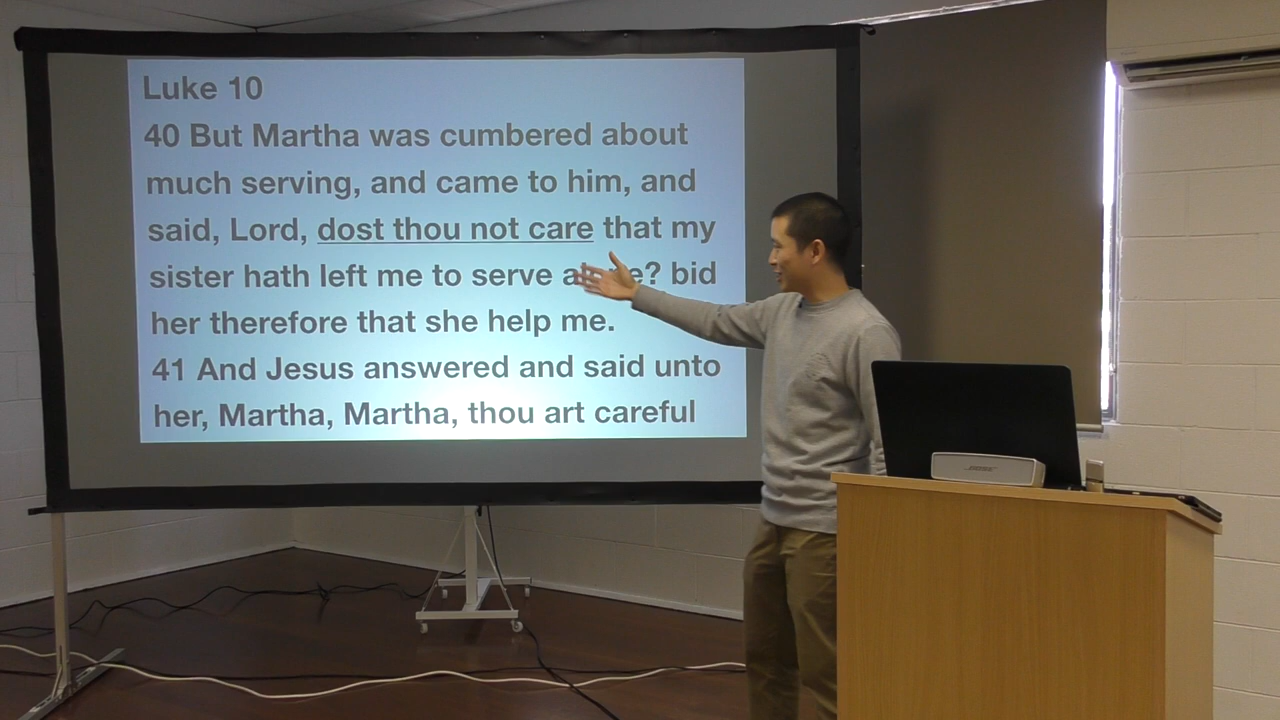 Luke 10
40 But Martha was cumbered about
much serving, and came to him, and
said, Lord, dost thou not care that my
sister hath left me to serve a e? bid
her therefore that she help me.
41 And Jesus answered and said unto
her, Martha, Martha, thou art careful
BOSE